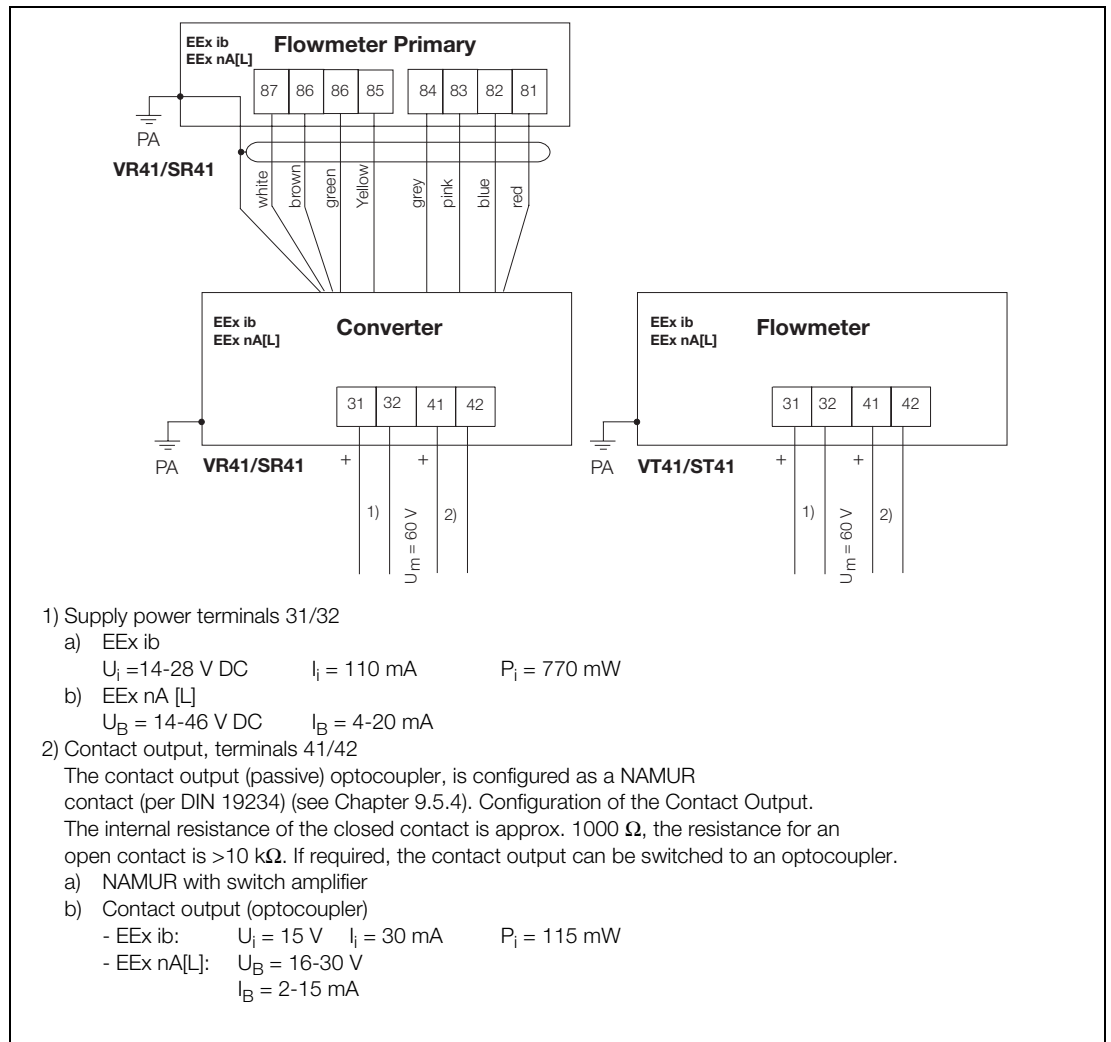 EEx ib
EEx nA[L]
Flowmeter Primary
87 86 86 85 84 83 82 81
PA
VR41/SR41
white
brown
green
Yellow
grey
pink
blue
red
EEx ib
EEx nA[L]
Converter
31 32 41 42
PA
VR41/SR41
+ +
1)
Um = 60 V
2)
EEx ib
EEx nA[L]
Flowmeter
31 32 41 42
PA
VT41/ST41
+ +
1)
Um = 60 V
2)
1) Supply power terminals 31/32
a) EEx ib
Ui =14-28 V DC Ii = 110 mA Pi = 770 mW
b) EEx nA [L]
UB = 14-46 V DC IB = 4-20 mA
2) Contact output, terminals 41/42
The contact output (passive) optocoupler, is configured as a NAMUR
contact (per DIN 19234) (see Chapter 9.5.4). Configuration of the Contact Output.
The internal resistance of the closed contact is approx. 1000 Ω, the resistance for an
open contact is >10 kΩ. If required, the contact output can be switched to an optocoupler.
a) NAMUR with switch amplifier
b) Contact output (optocoupler)
- EEx ib: Ui = 15 V Ii = 30 mA Pi = 115 mW
- EEx nA[L]: UB = 16-30 V
IB = 2-15 mA